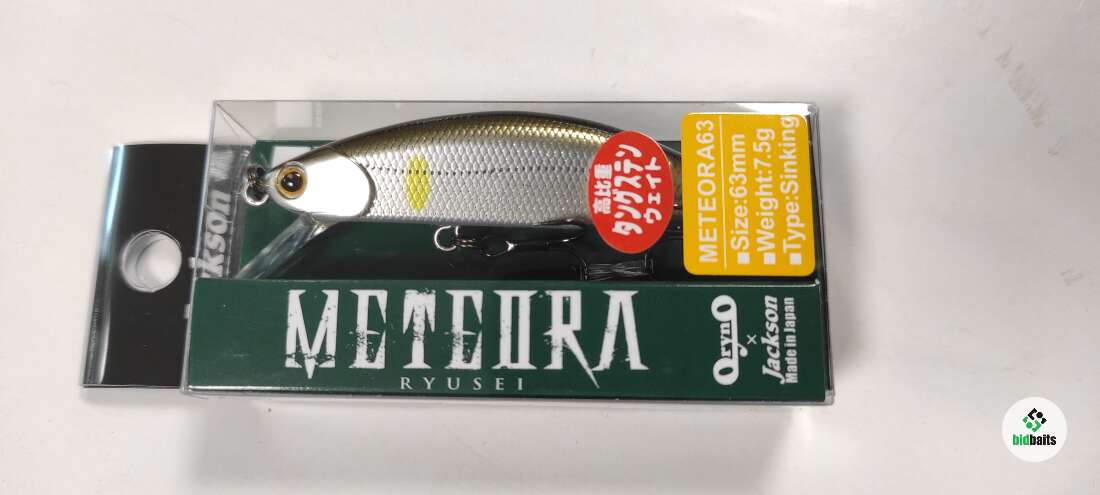 Jackson
高比重
タングステン
ウェイト
METEORA63
■Size:63mm
■Weight:7.5g
■Type:Sinking
METEORA
RYUSEI
OrynO
×
Jackson
Made in Japan
bidbaits